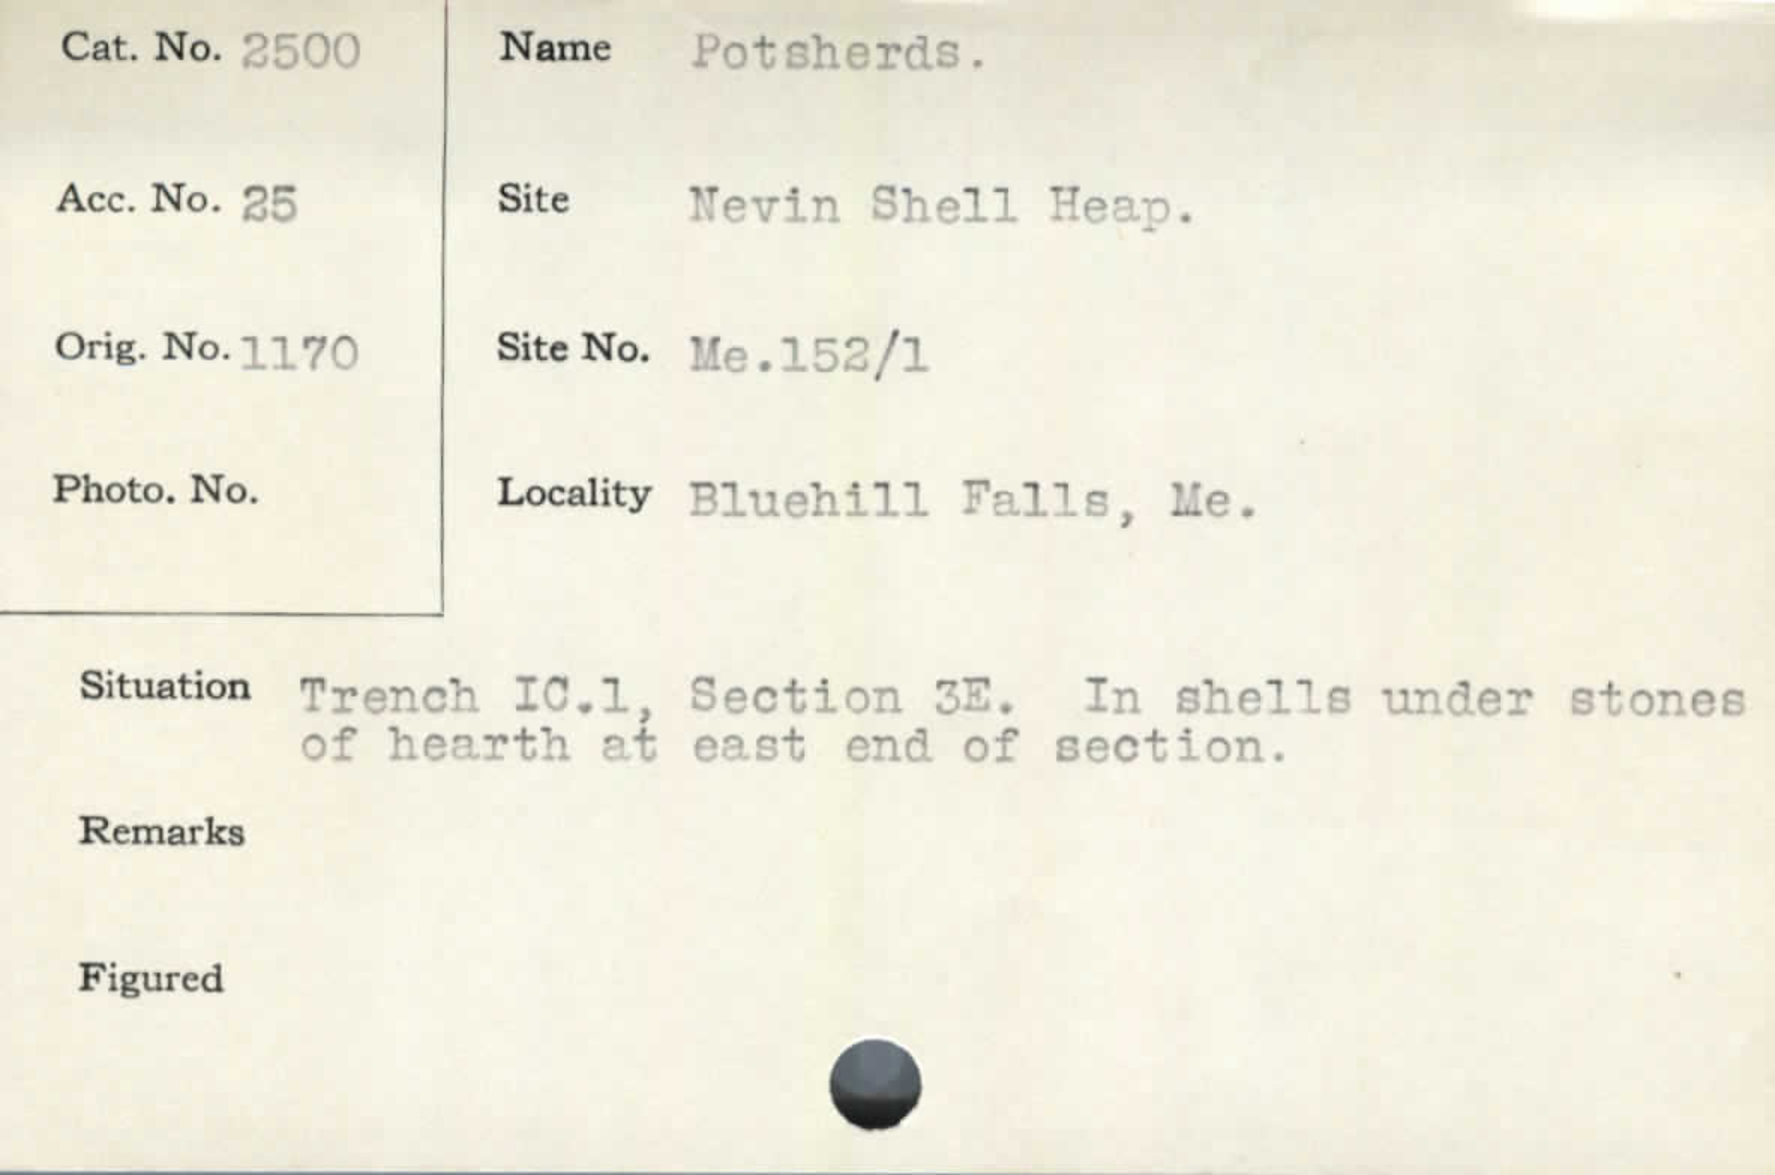 Cat. No. 2500
Acc. No. 25
Orig. No. 1170
Photo. No.
Name Potsherds.
Site Nevin Shell Heap.
Site No. Me.152/1
Locality Bluehill Falls, Me.
Situation Trench IC.1, Section 3E. In shells under stones
of hearth at east end of section.
Remarks
Figured